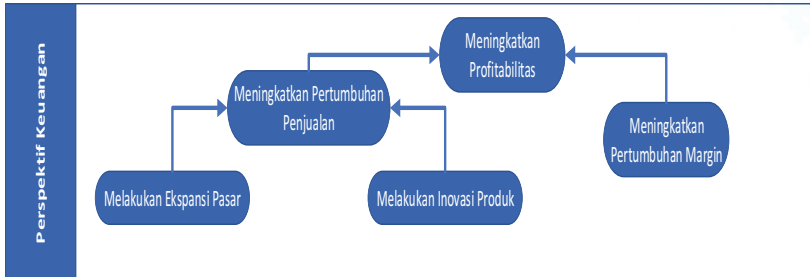 Perspektif Keuangan
Meningkatkan
Profitabilitas
Meningkatkan Pertumbuhan
Penjualan
Meningkatkan
Pertumbuhan Margin
Melakukan Ekspansi Pasar
Melakukan Inovasi Produk